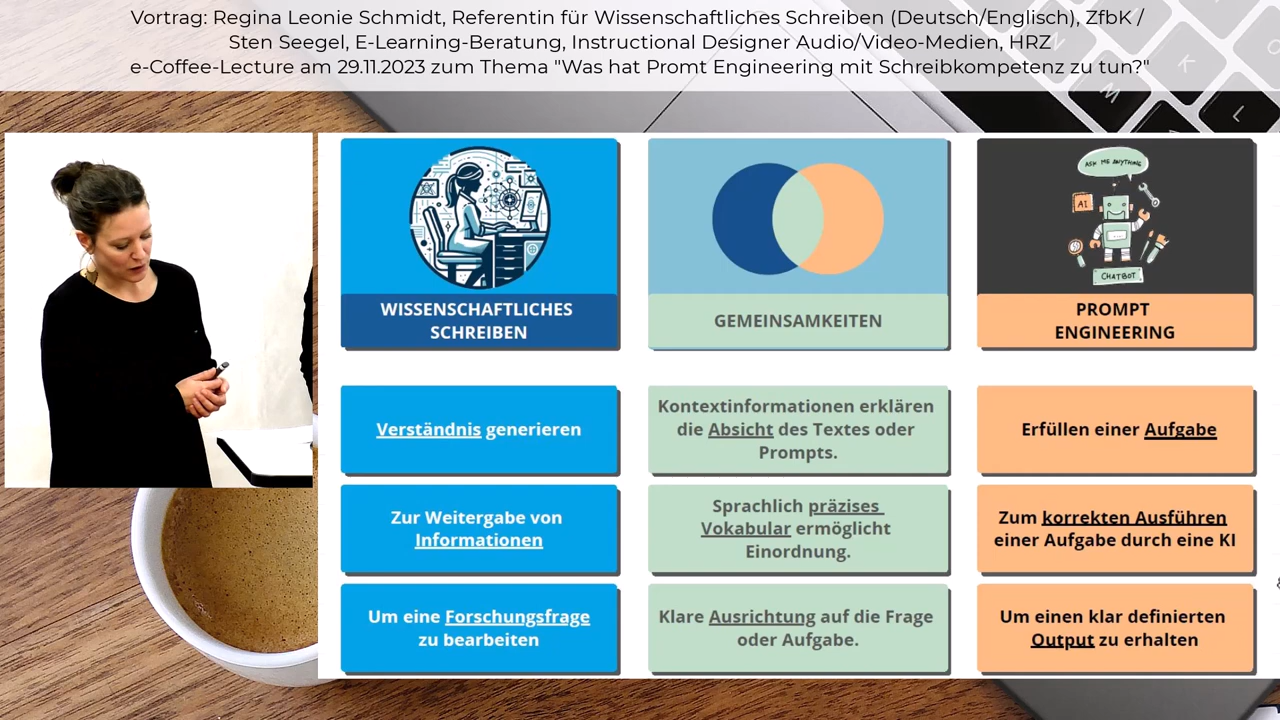 Vortrag: Regina Leonie Schmidt, Referentin für Wissenschaftliches Schreiben (Deutsch/Englisch), ZfbK /
Sten Seegel, E-Learning-Beratung, Instructional Designer Audio/Video-Medien, HRZ
e-Coffee-Lecture am 29.11.2023 zum Thema "Was hat Promt Engineering mit Schreibkompetenz zu tun?"
K
M
L
WISSENSCHAFTLICHES
SCHREIBEN
GEMEINSAMKEITEN
ASK ME ANYTHING
AI
CHATBOT
PROMPT
ENGINEERING
Verständnis generieren
Kontextinformationen erklären
die Absicht des Textes oder
Prompts.
Erfüllen einer Aufgabe
Zur Weitergabe von
Informationen
Sprachlich präzises
Vokabular ermöglicht
Einordnung.
Zum korrekten Ausführen
einer Aufgabe durch eine KI
Um eine Forschungsfrage
zu bearbeiten
Klare Ausrichtung auf die Frage
oder Aufgabe.
Um einen klar definierten
Output zu erhalten